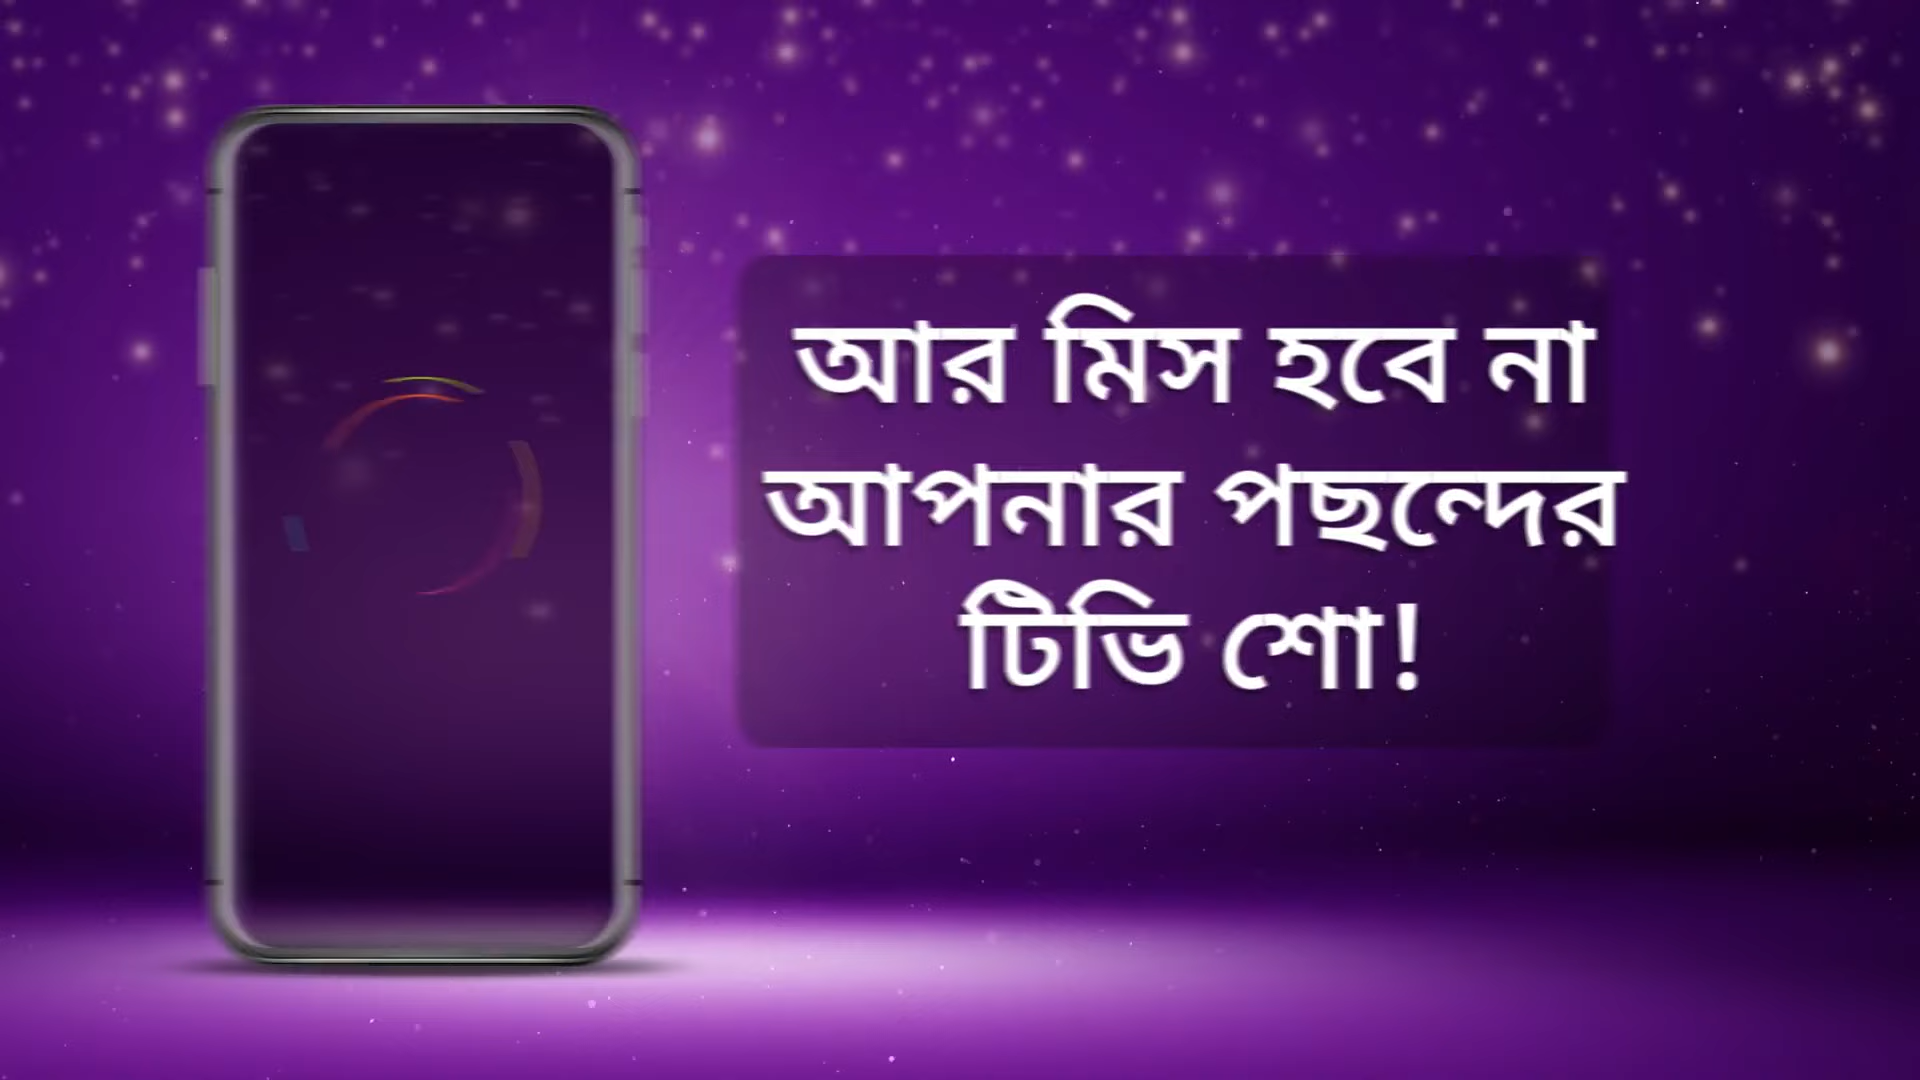 আর মিস হবে না
আপনার পছন্দের
টিভি শো!